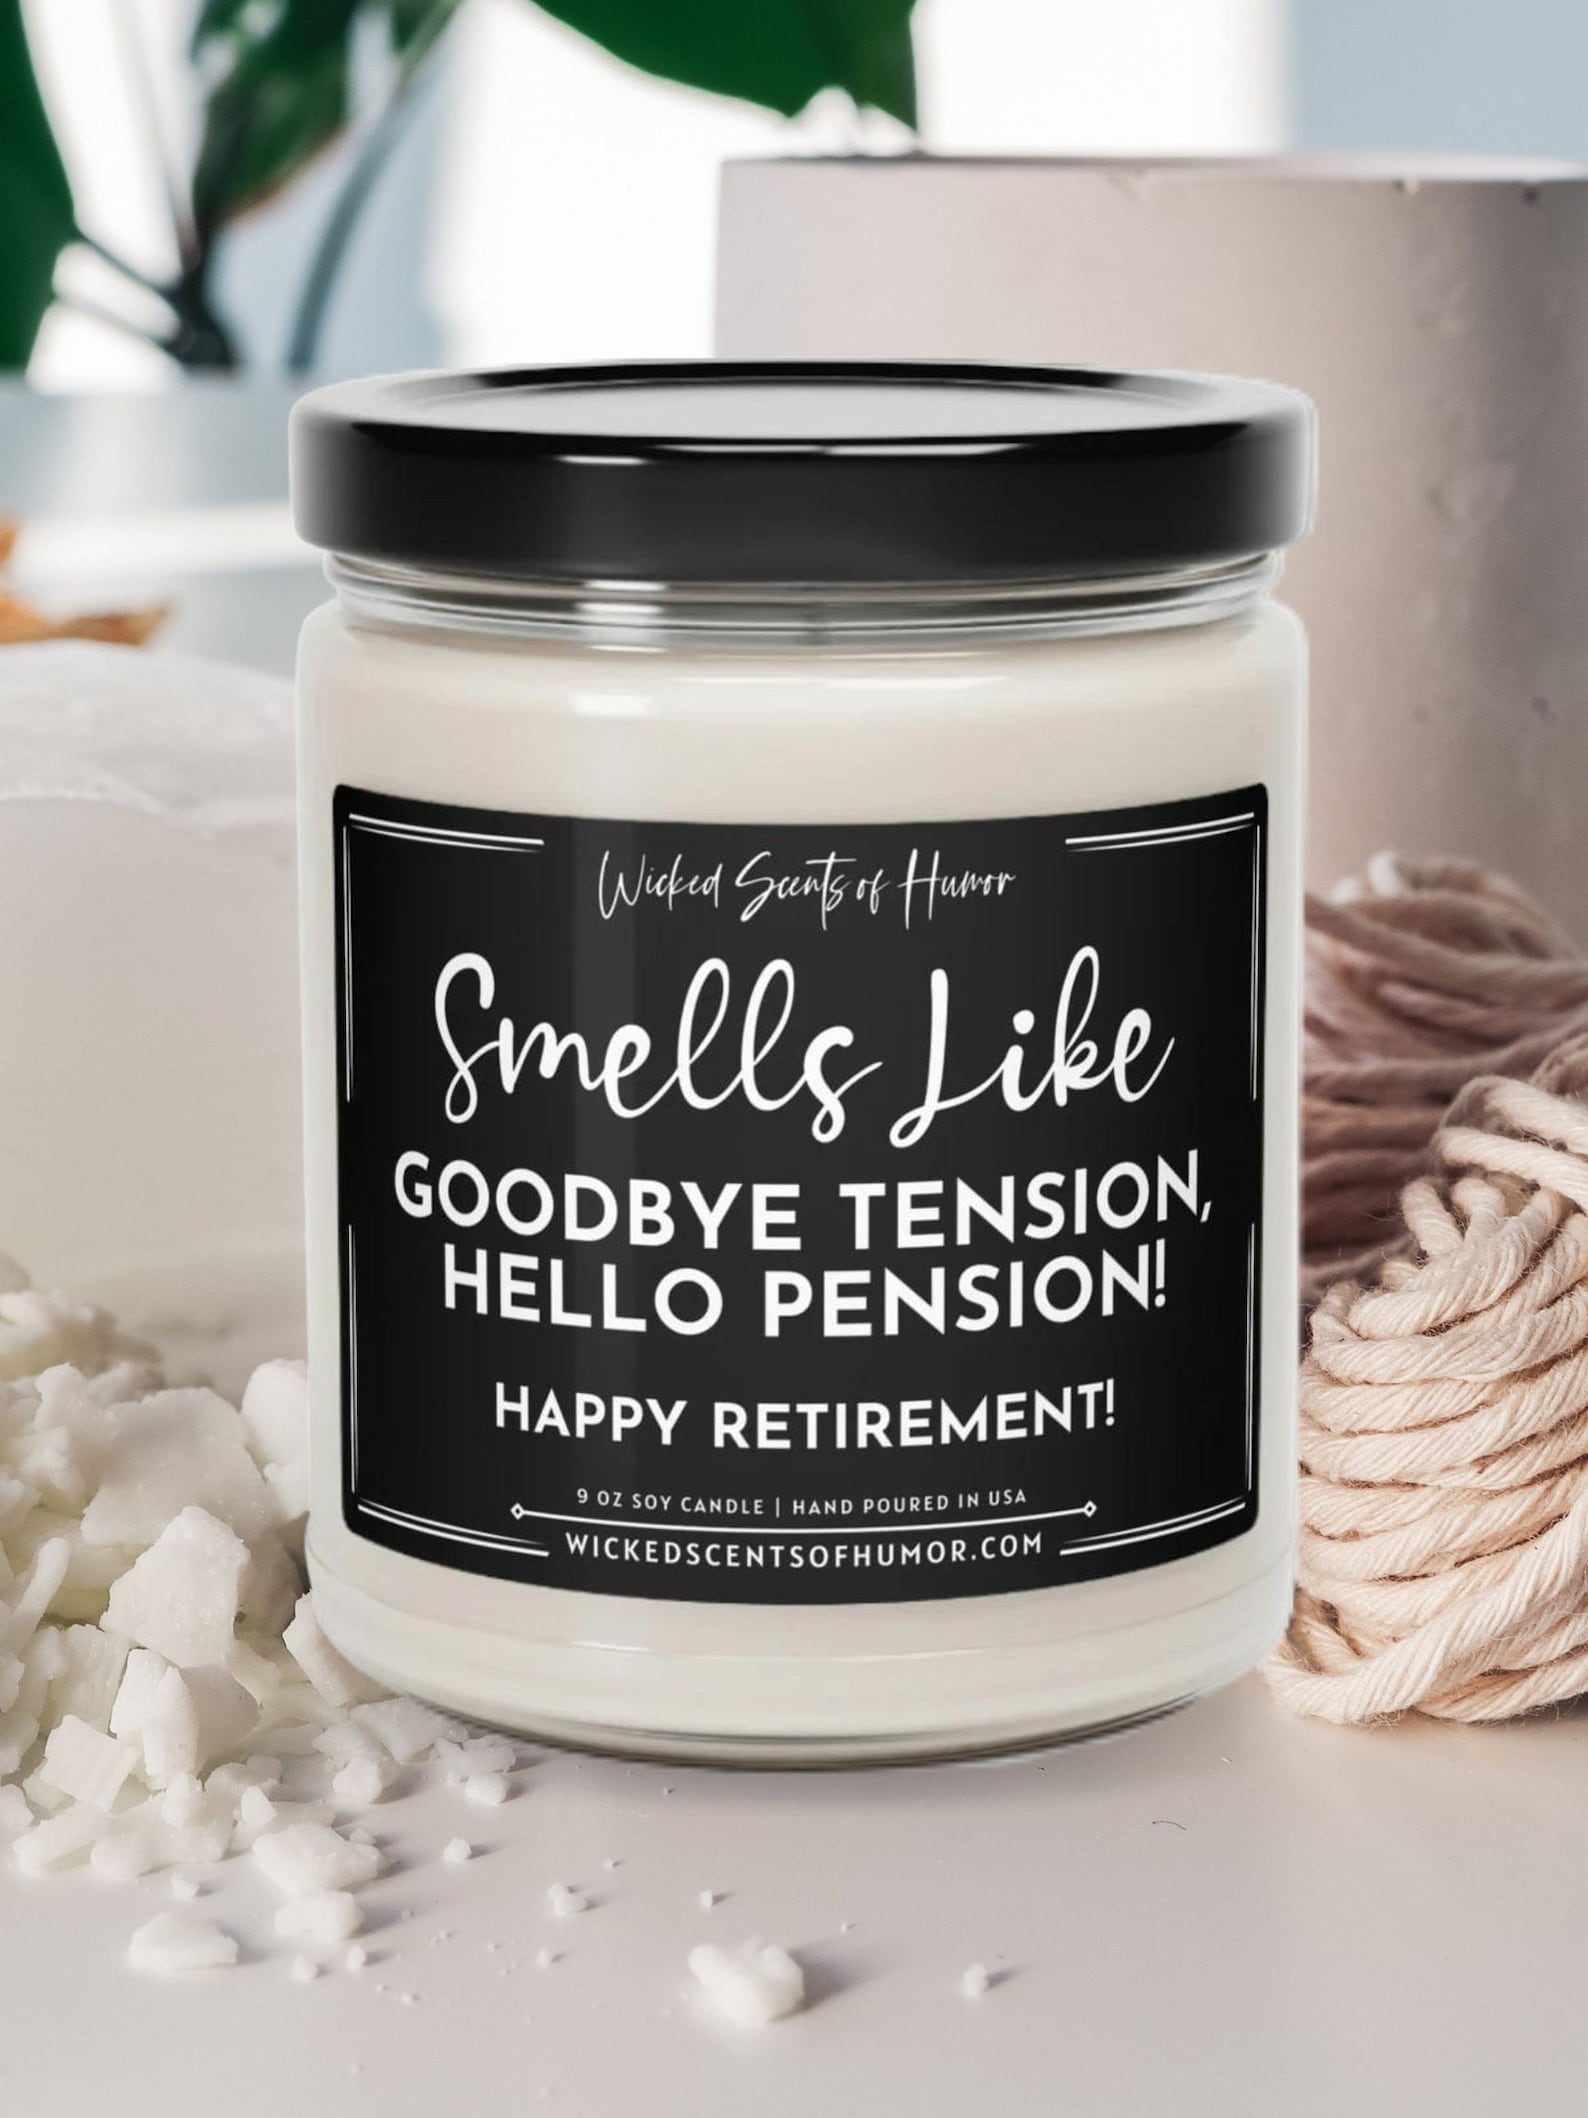 Wicked Scents of Humor
Smells Like
GOODBYE TENSION,
HELLO PENSION!
HAPPY RETIREMENT!
9 OZ SOY CANDLE | HAND POURED IN USA
WICKEDSCENTSOFHUMOR.COM